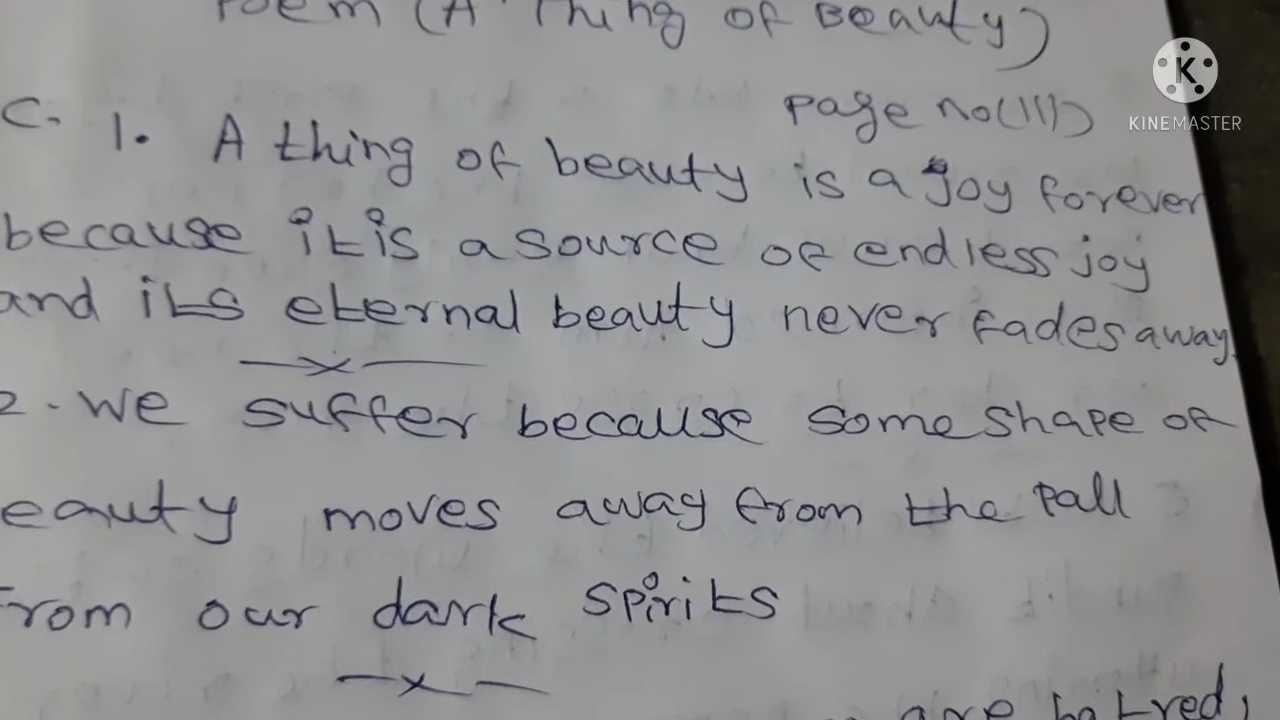 Poem (A Thing of Beauty)
Page no (111)
C. 1. A thing of beauty is a joy forever
because it is a source of endless joy
and its eternal beauty never fades away.
2. We suffer because some shape of
eauty moves away from the Pall
from our dark spirits
are hatred,
KINEMASTER